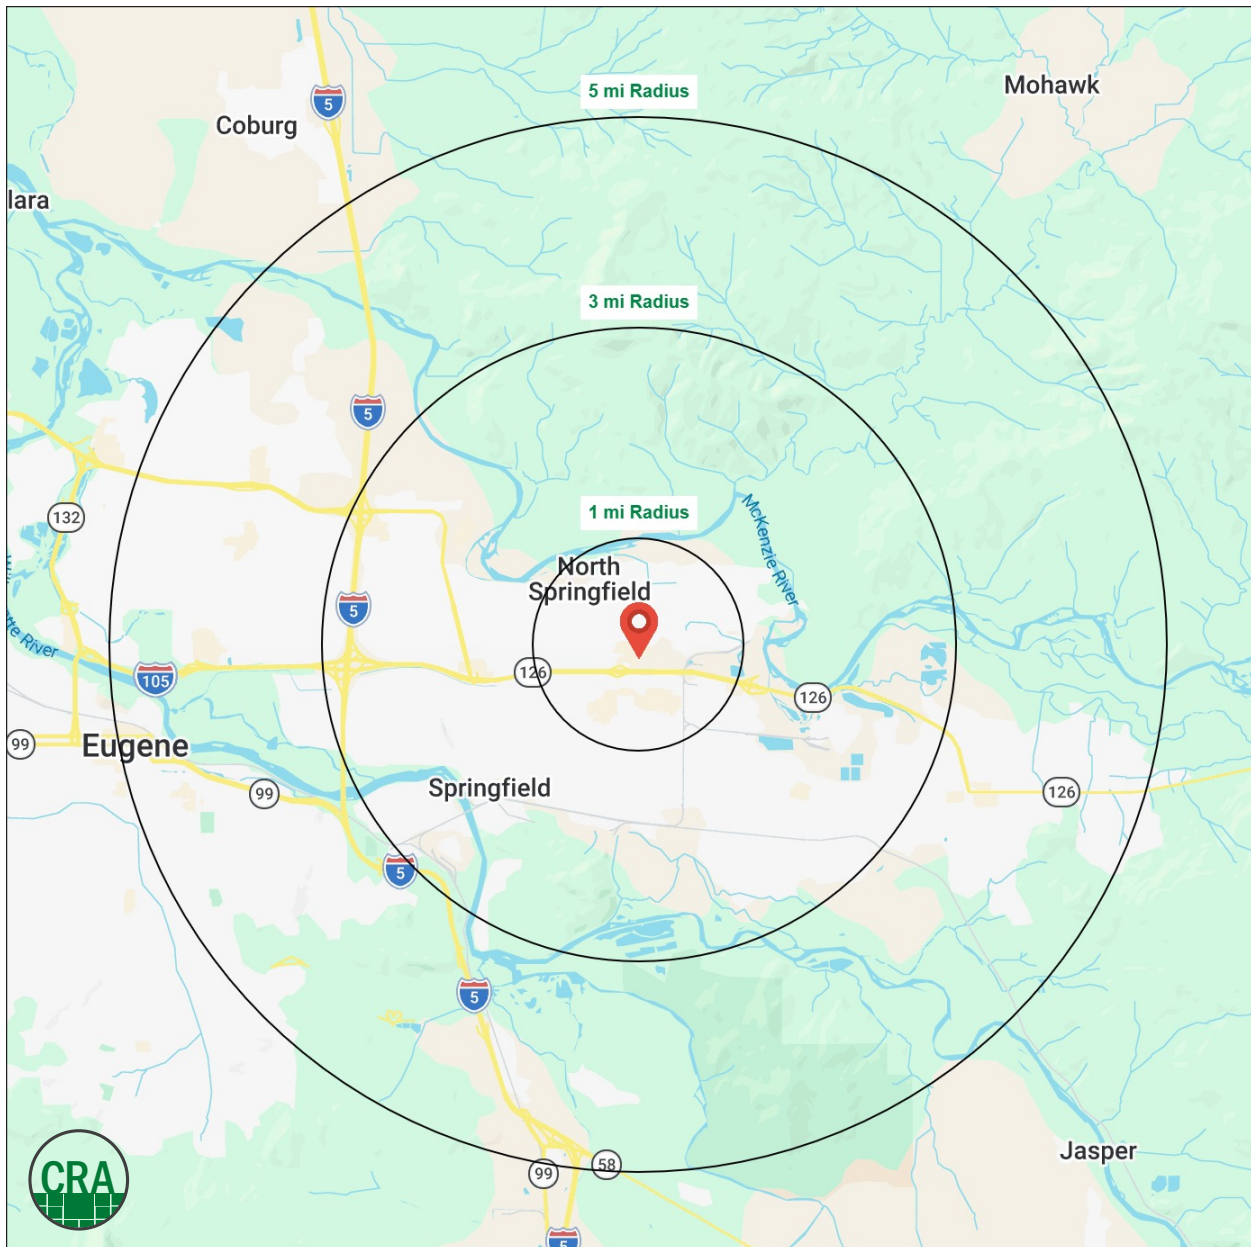 5 mi Radius
Mohawk
5
Coburg
lara
3 mi Radius
5
1 mi Radius
132
McKenzie River
North
Springfield
5
tte River
126
105
126
99
Eugene
Springfield
99
126
5
5
Jasper
58
99
CRA
5